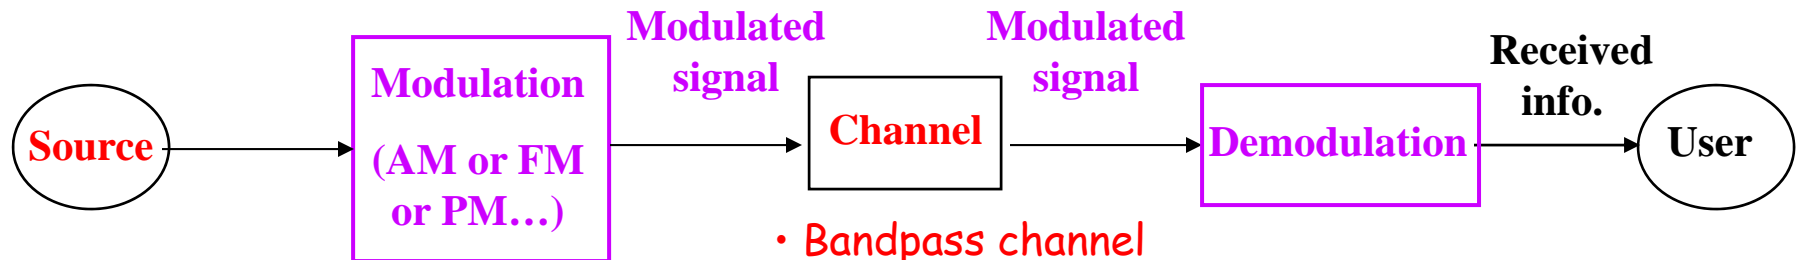 Source
Modulation
(AM or FM
or PM…)
Modulated
signal
Channel
• Bandpass channel
Modulated
signal
Demodulation
Received
info.
User